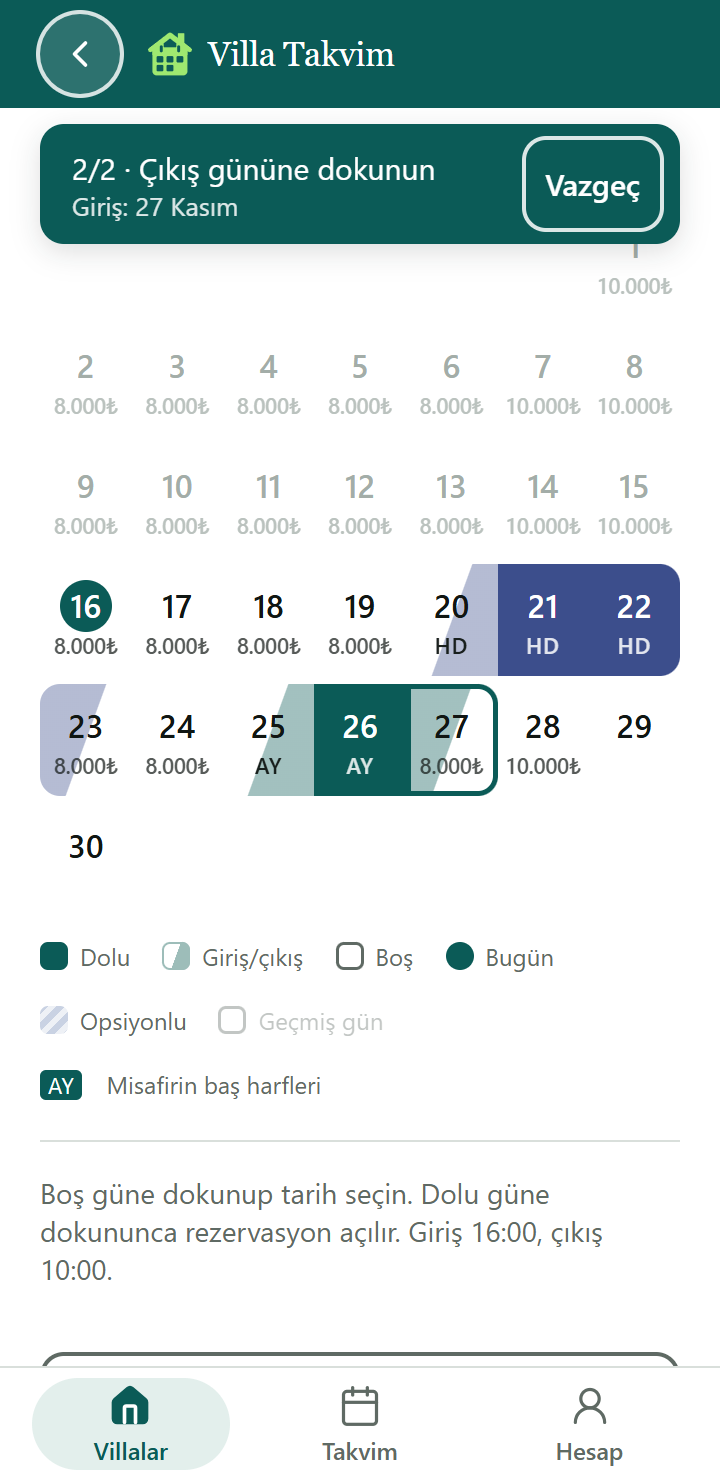 Villa Takvim
2/2 · Çıkış gününe dokunun
Giriş: 27 Kasım
Vazgeç
10.000₺
2 3 4 5 6 7 8
8.000₺ 8.000₺ 8.000₺ 8.000₺ 8.000₺ 10.000₺ 10.000₺
9 10 11 12 13 14 15
8.000₺ 8.000₺ 8.000₺ 8.000₺ 8.000₺ 10.000₺ 10.000₺
16 17 18 19 20 21 22
8.000₺ 8.000₺ 8.000₺ 8.000₺ HD HD HD
23 24 25 26 27 28 29
8.000₺ 8.000₺ AY AY 8.000₺ 10.000₺
30
Dolu Giriş/çıkış Boş Bugün
Opsiyonlu Geçmiş gün
AY Misafirin baş harfleri
Boş güne dokunup tarih seçin. Dolu güne
dokununca rezervasyon açılır. Giriş 16:00, çıkış
10:00.
Villalar Takvim Hesap